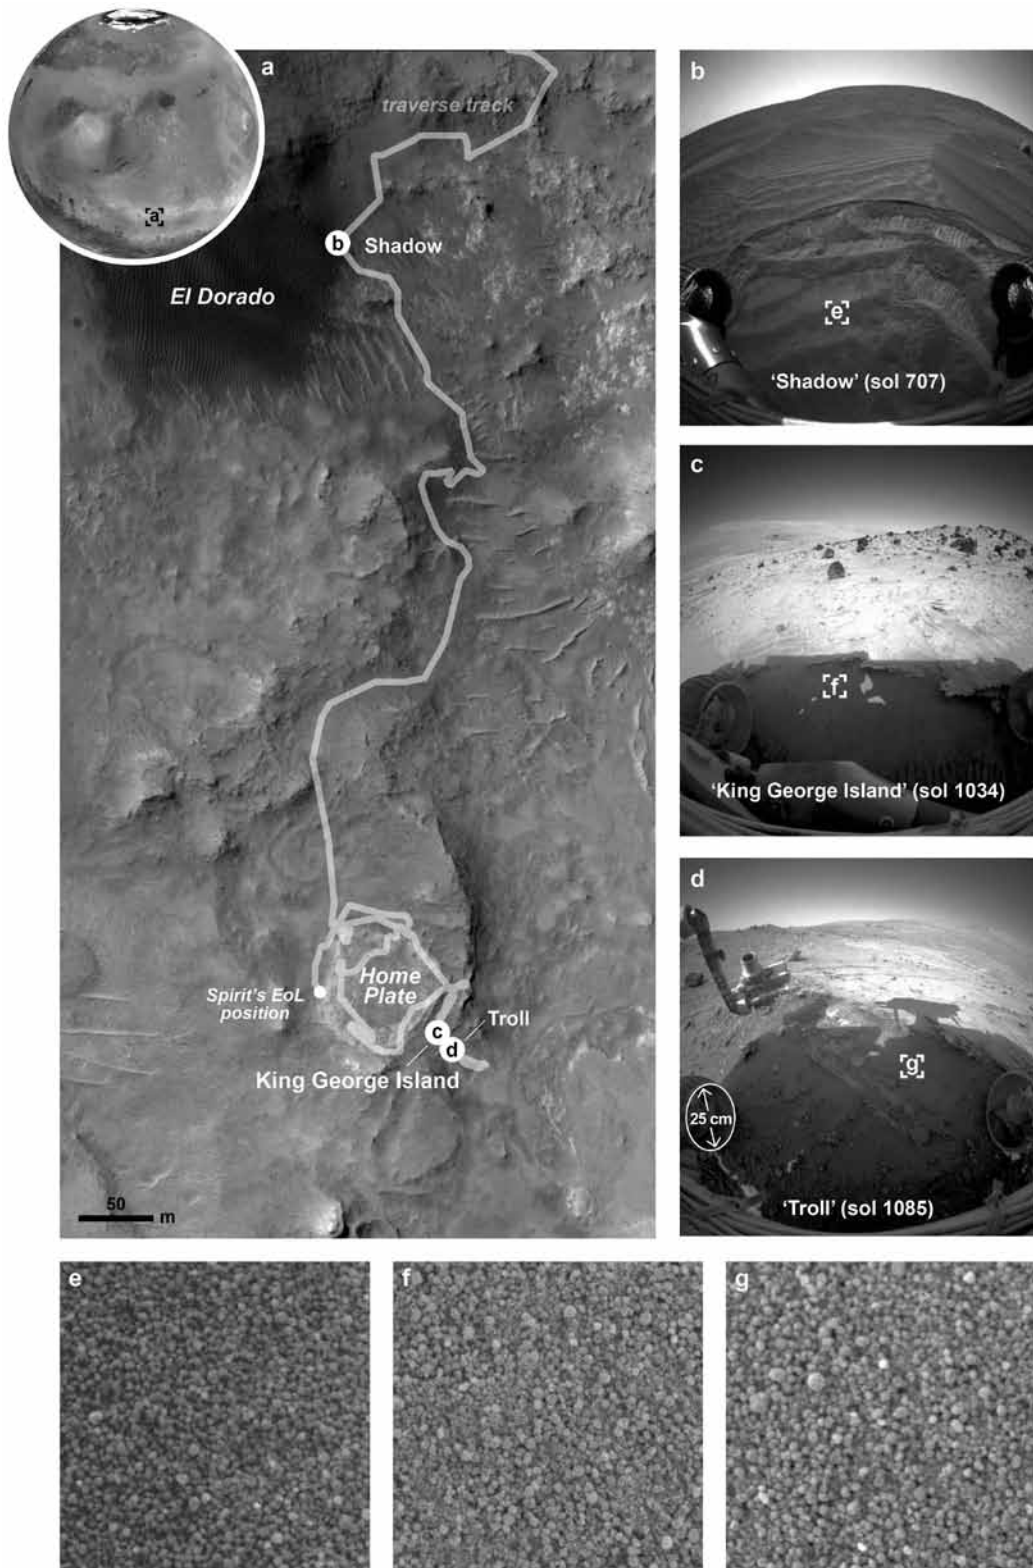 a
a
traverse track
b
Shadow
El Dorado
Home
Plate
Spirit's EoL
position
c
Troll
d
King George Island
50
m
b
e
'Shadow' (sol 707)
c
f
'King George Island' (sol 1034)
d
g
25 cm
'Troll' (sol 1085)
e
f
g